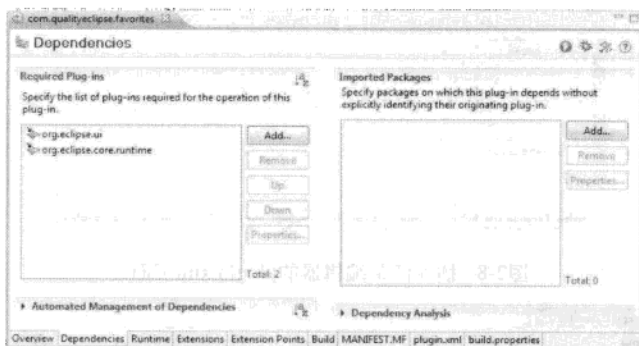 com.qualityeclipse.favorites
Dependencies
Required Plug-ins
Specify the list of plug-ins required for the operation of this
plug-in.
org.eclipse.ui
org.eclipse.core.runtime
Add...
Remove
Up
Down
Properties...
Total: 2
Imported Packages
Specify packages on which this plug-in depends without
explicitly identifying their originating plug-in.
Add...
Remove
Properties...
Total: 0
Automated Management of Dependencies
Dependency Analysis
Overview Dependencies Runtime Extensions Extension Points Build MANIFEST.MF plugin.xml build.properties